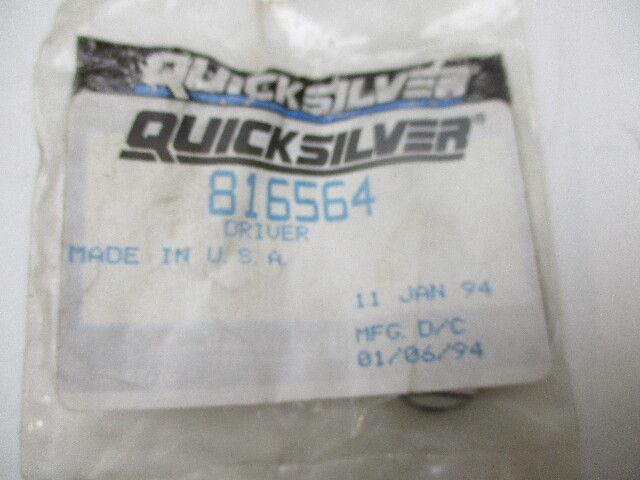 QUICKSILVER
QUICKSILVER®
816564
DRIVER
MADE IN U.S.A.
11 JAN 94
MFG. D/C
01/06/94